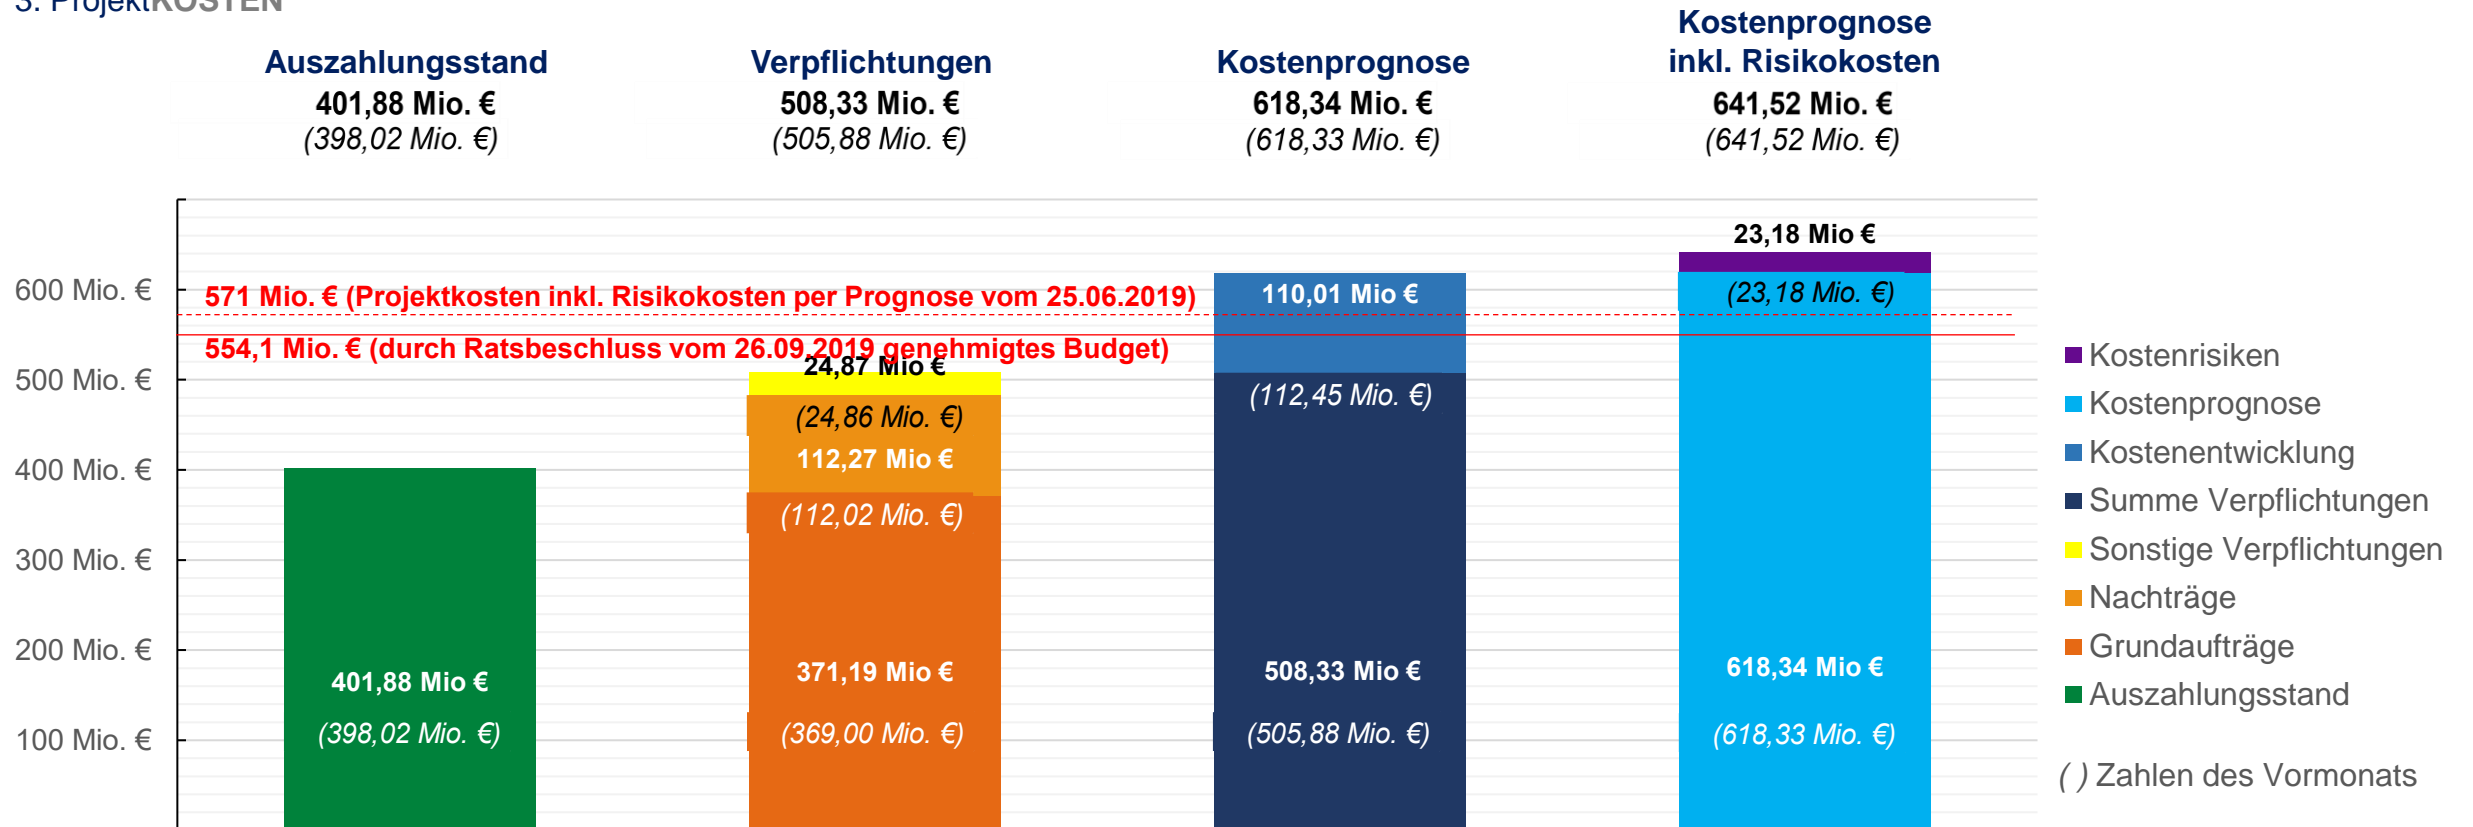 3. ProjektKOSTEN
Auszahlungsstand
401,88 Mio. €
(398,02 Mio. €)
Verpflichtungen
508,33 Mio. €
(505,88 Mio. €)
Kostenprognose
618,34 Mio. €
(618,33 Mio. €)
Kostenprognose
inkl. Risikokosten
641,52 Mio. €
(641,52 Mio. €)
600 Mio. €
500 Mio. €
400 Mio. €
300 Mio. €
200 Mio. €
100 Mio. €
571 Mio. € (Projektkosten inkl. Risikokosten per Prognose vom 25.06.2019)
554,1 Mio. € (durch Ratsbeschluss vom 26.09.2019 genehmigtes Budget)
401,88 Mio €
(398,02 Mio. €)
24,87 Mio €
(24,86 Mio. €)
112,27 Mio €
(112,02 Mio. €)
371,19 Mio €
(369,00 Mio. €)
110,01 Mio €
(112,45 Mio. €)
508,33 Mio €
(505,88 Mio. €)
23,18 Mio €
(23,18 Mio. €)
618,34 Mio €
(618,33 Mio. €)
Kostenrisiken
Kostenprognose
Kostenentwicklung
Summe Verpflichtungen
Sonstige Verpflichtungen
Nachträge
Grundaufträge
Auszahlungsstand
( ) Zahlen des Vormonats